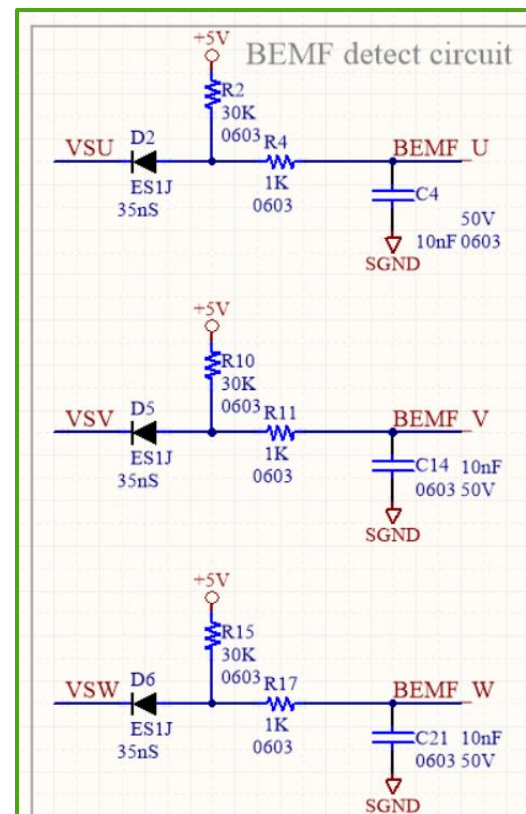 BEMF detect circuit
+5V
R2
30K
0603
VSU
D2
ES1J
35nS
R4
1K
0603
BEMF_U
C4
50V
10nF 0603
SGND
+5V
R10
30K
0603
VSV
D5
ES1J
35nS
R11
1K
0603
BEMF_V
C14 10nF
0603 50V
SGND
+5V
R15
30K
0603
VSW
D6
ES1J
35nS
R17
1K
0603
BEMF_W
C21 10nF
0603 50V
SGND